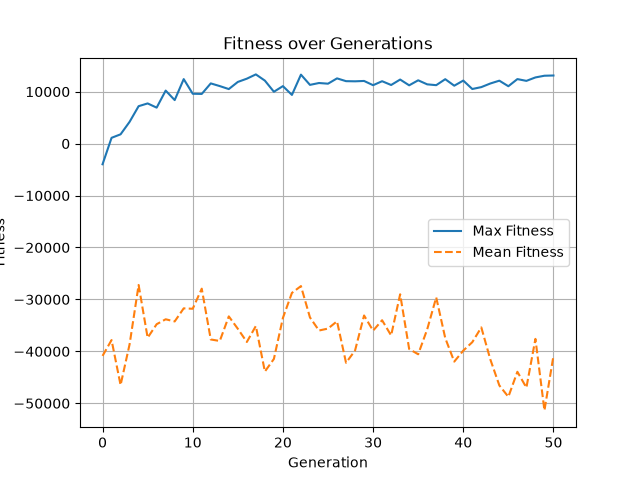 Fitness over Generations
10000
0
−10000
−20000
−30000
−40000
−50000
Max Fitness
Mean Fitness
0 10 20 30 40 50
Generation